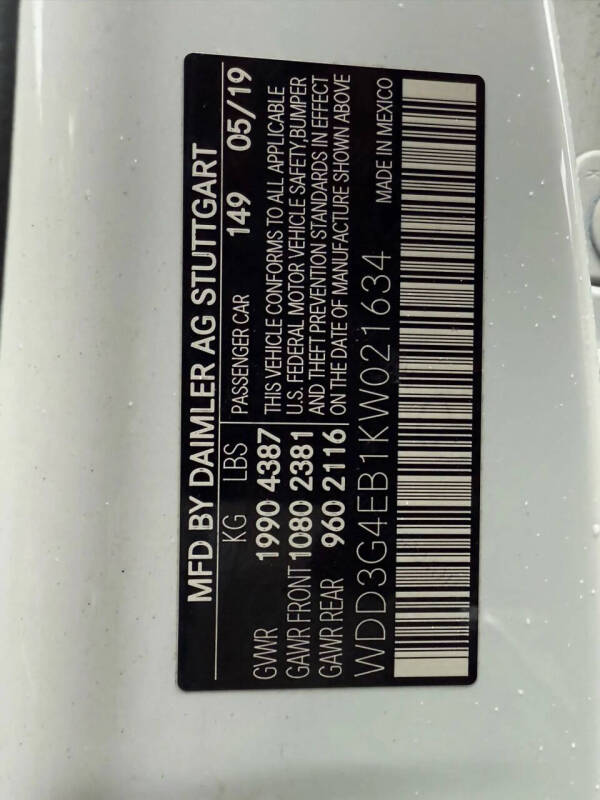 MFD BY DAIMLER AG STUTTGART
KG LBS PASSENGER CAR 149 05/19
GVWR 1990 4387 THIS VEHICLE CONFORMS TO ALL APPLICABLE
GAWR FRONT 1080 2381 U.S. FEDERAL MOTOR VEHICLE SAFETY, BUMPER
AND THEFT PREVENTION STANDARDS IN EFFECT
GAWR REAR 960 2116 ON THE DATE OF MANUFACTURE SHOWN ABOVE
WDD3G4EB1KW021634 MADE IN MEXICO